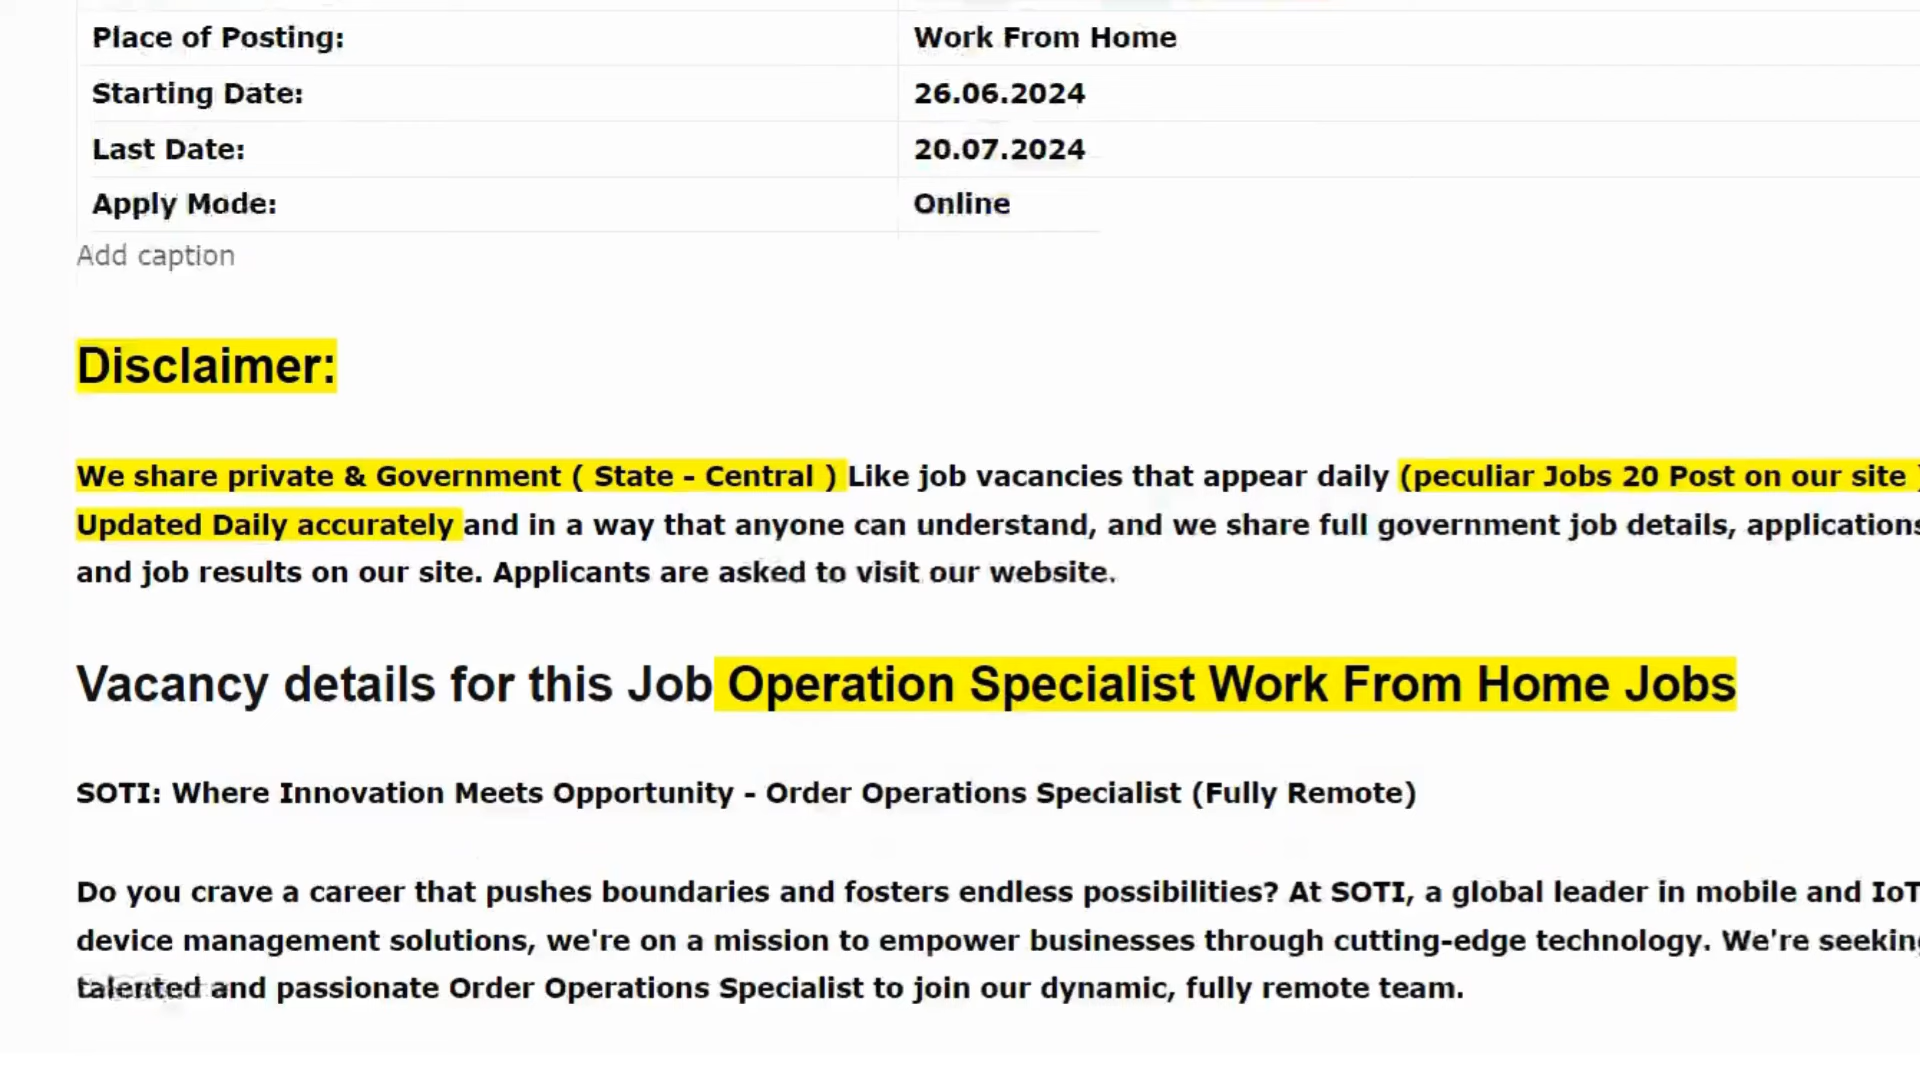 Place of Posting: Work From Home
Starting Date: 26.06.2024
Last Date: 20.07.2024
Apply Mode: Online
Add caption
Disclaimer:
We share private & Government ( State - Central ) Like job vacancies that appear daily (peculiar Jobs 20 Post on our site )
Updated Daily accurately and in a way that anyone can understand, and we share full government job details, applications
and job results on our site. Applicants are asked to visit our website.
Vacancy details for this Job Operation Specialist Work From Home Jobs
SOTI: Where Innovation Meets Opportunity - Order Operations Specialist (Fully Remote)
Do you crave a career that pushes boundaries and fosters endless possibilities? At SOTI, a global leader in mobile and IoT
device management solutions, we're on a mission to empower businesses through cutting-edge technology. We're seeking
talented and passionate Order Operations Specialist to join our dynamic, fully remote team.